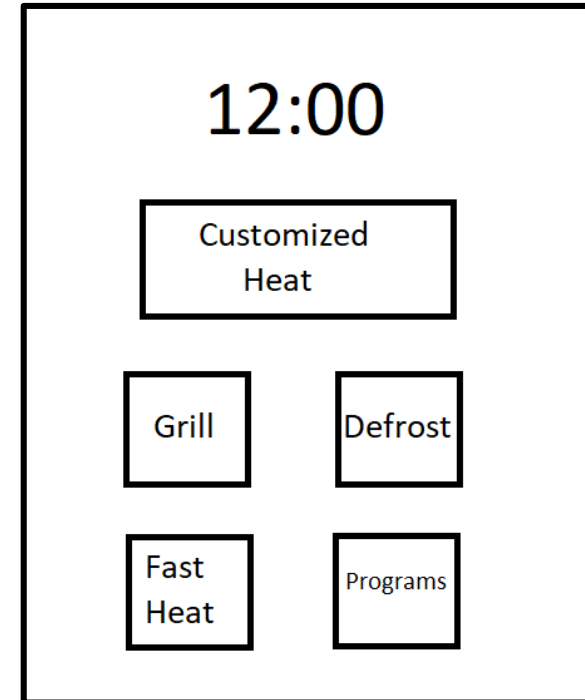 12:00
Customized
Heat
Grill
Defrost
Fast
Heat
Programs